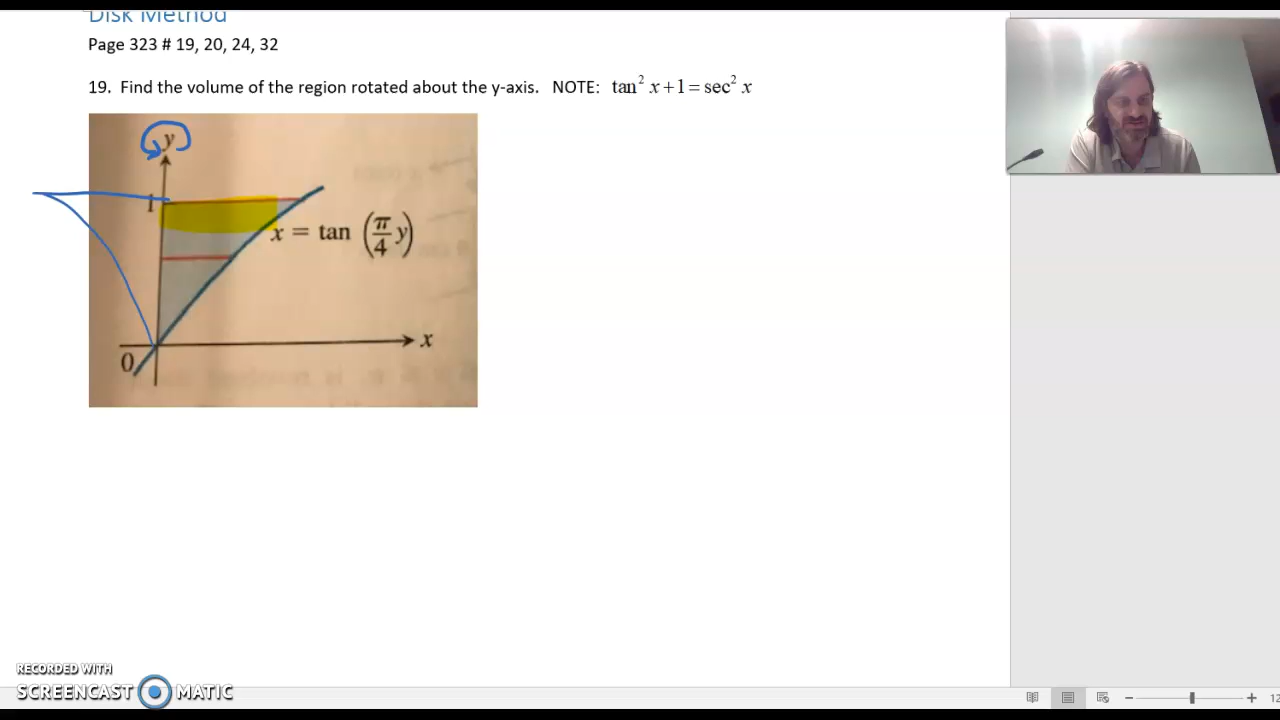 Disk Method
Page 323 # 19, 20, 24, 32
19. Find the volume of the region rotated about the y-axis. NOTE: tan² x + 1 = sec² x
y
1
x = tan (π/4 y)
x
0
RECORDED WITH
SCREENCAST MATIC
12